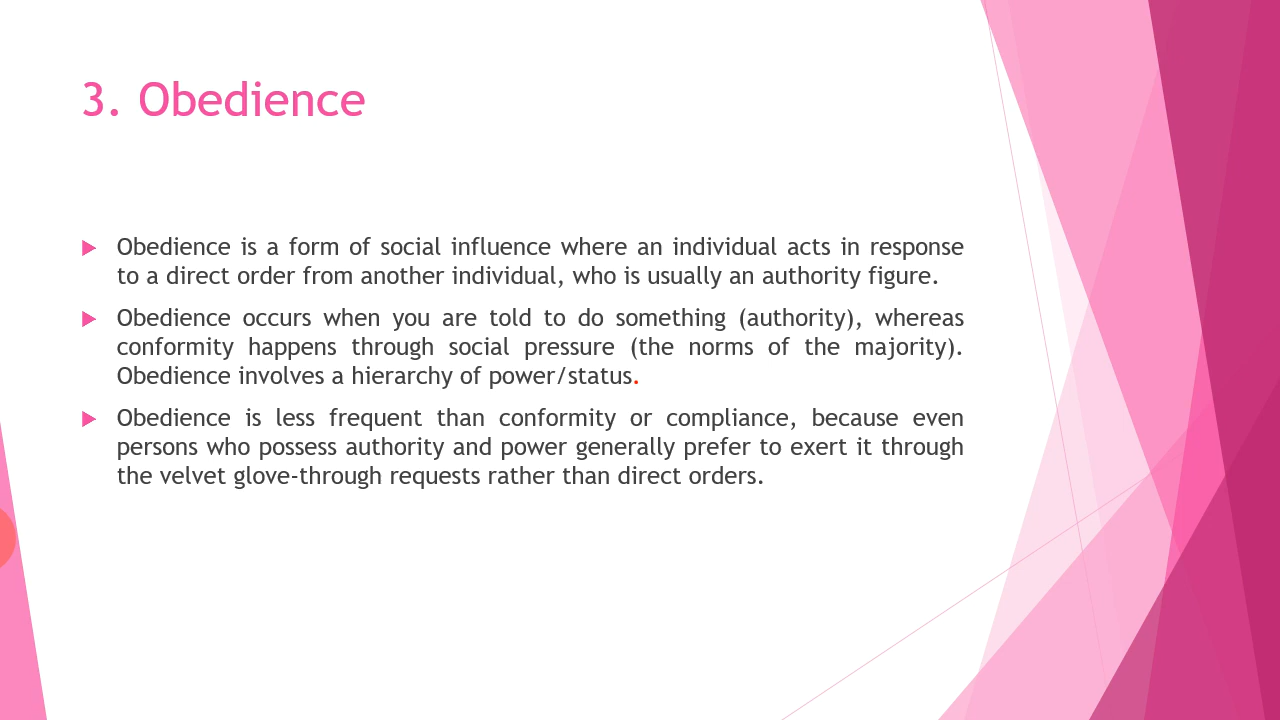 3. Obedience
Obedience is a form of social influence where an individual acts in response
to a direct order from another individual, who is usually an authority figure.
Obedience occurs when you are told to do something (authority), whereas
conformity happens through social pressure (the norms of the majority).
Obedience involves a hierarchy of power/status.
Obedience is less frequent than conformity or compliance, because even
persons who possess authority and power generally prefer to exert it through
the velvet glove-through requests rather than direct orders.